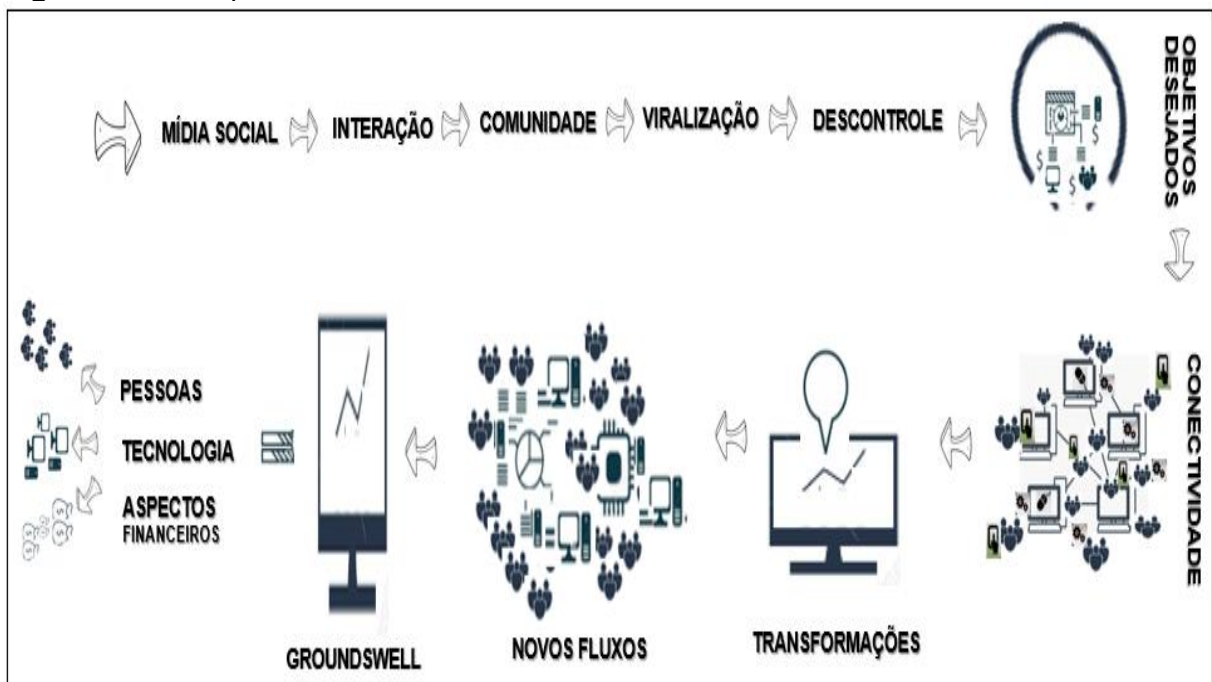 MÍDIA SOCIAL
INTERAÇÃO
COMUNIDADE
VIRALIZAÇÃO
DESCONTROLE
OBJETIVOS
DESEJADOS
CONECTIVIDADE
TRANSFORMAÇÕES
NOVOS FLUXOS
GROUNDSWELL
PESSOAS
TECNOLOGIA
ASPECTOS
FINANCEIROS